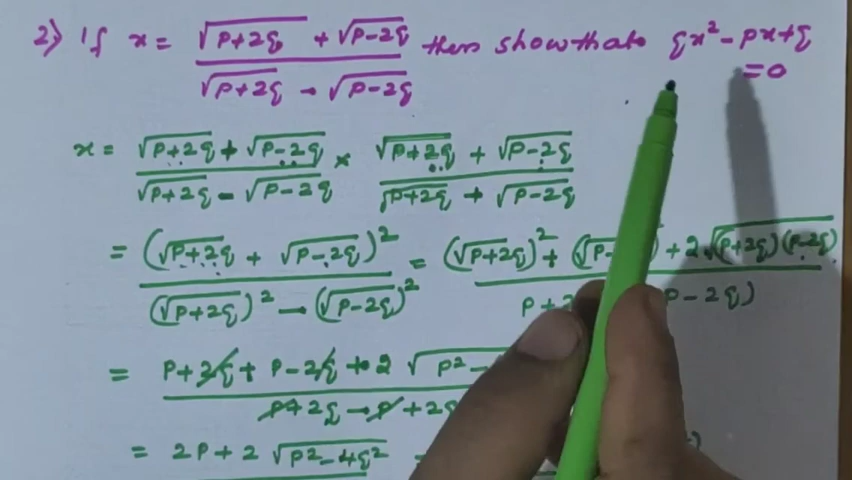 2) If x = √(p+2q) + √(p-2q) / √(p+2q) - √(p-2q) then show that qx² - px + q = 0
x = √(p+2q) + √(p-2q) / √(p+2q) - √(p-2q) × √(p+2q) + √(p-2q) / √(p+2q) + √(p-2q)
= (√(p+2q) + √(p-2q))² / (√(p+2q))² - (√(p-2q))² = (√(p+2q))² + (√(p- + 2√(p+2q)(p-2q) / p+2 p-2q)
= p+2q + p-2q + 2√(p² - / p+2q - p+2q
= 2p+2√(p²-4q²)